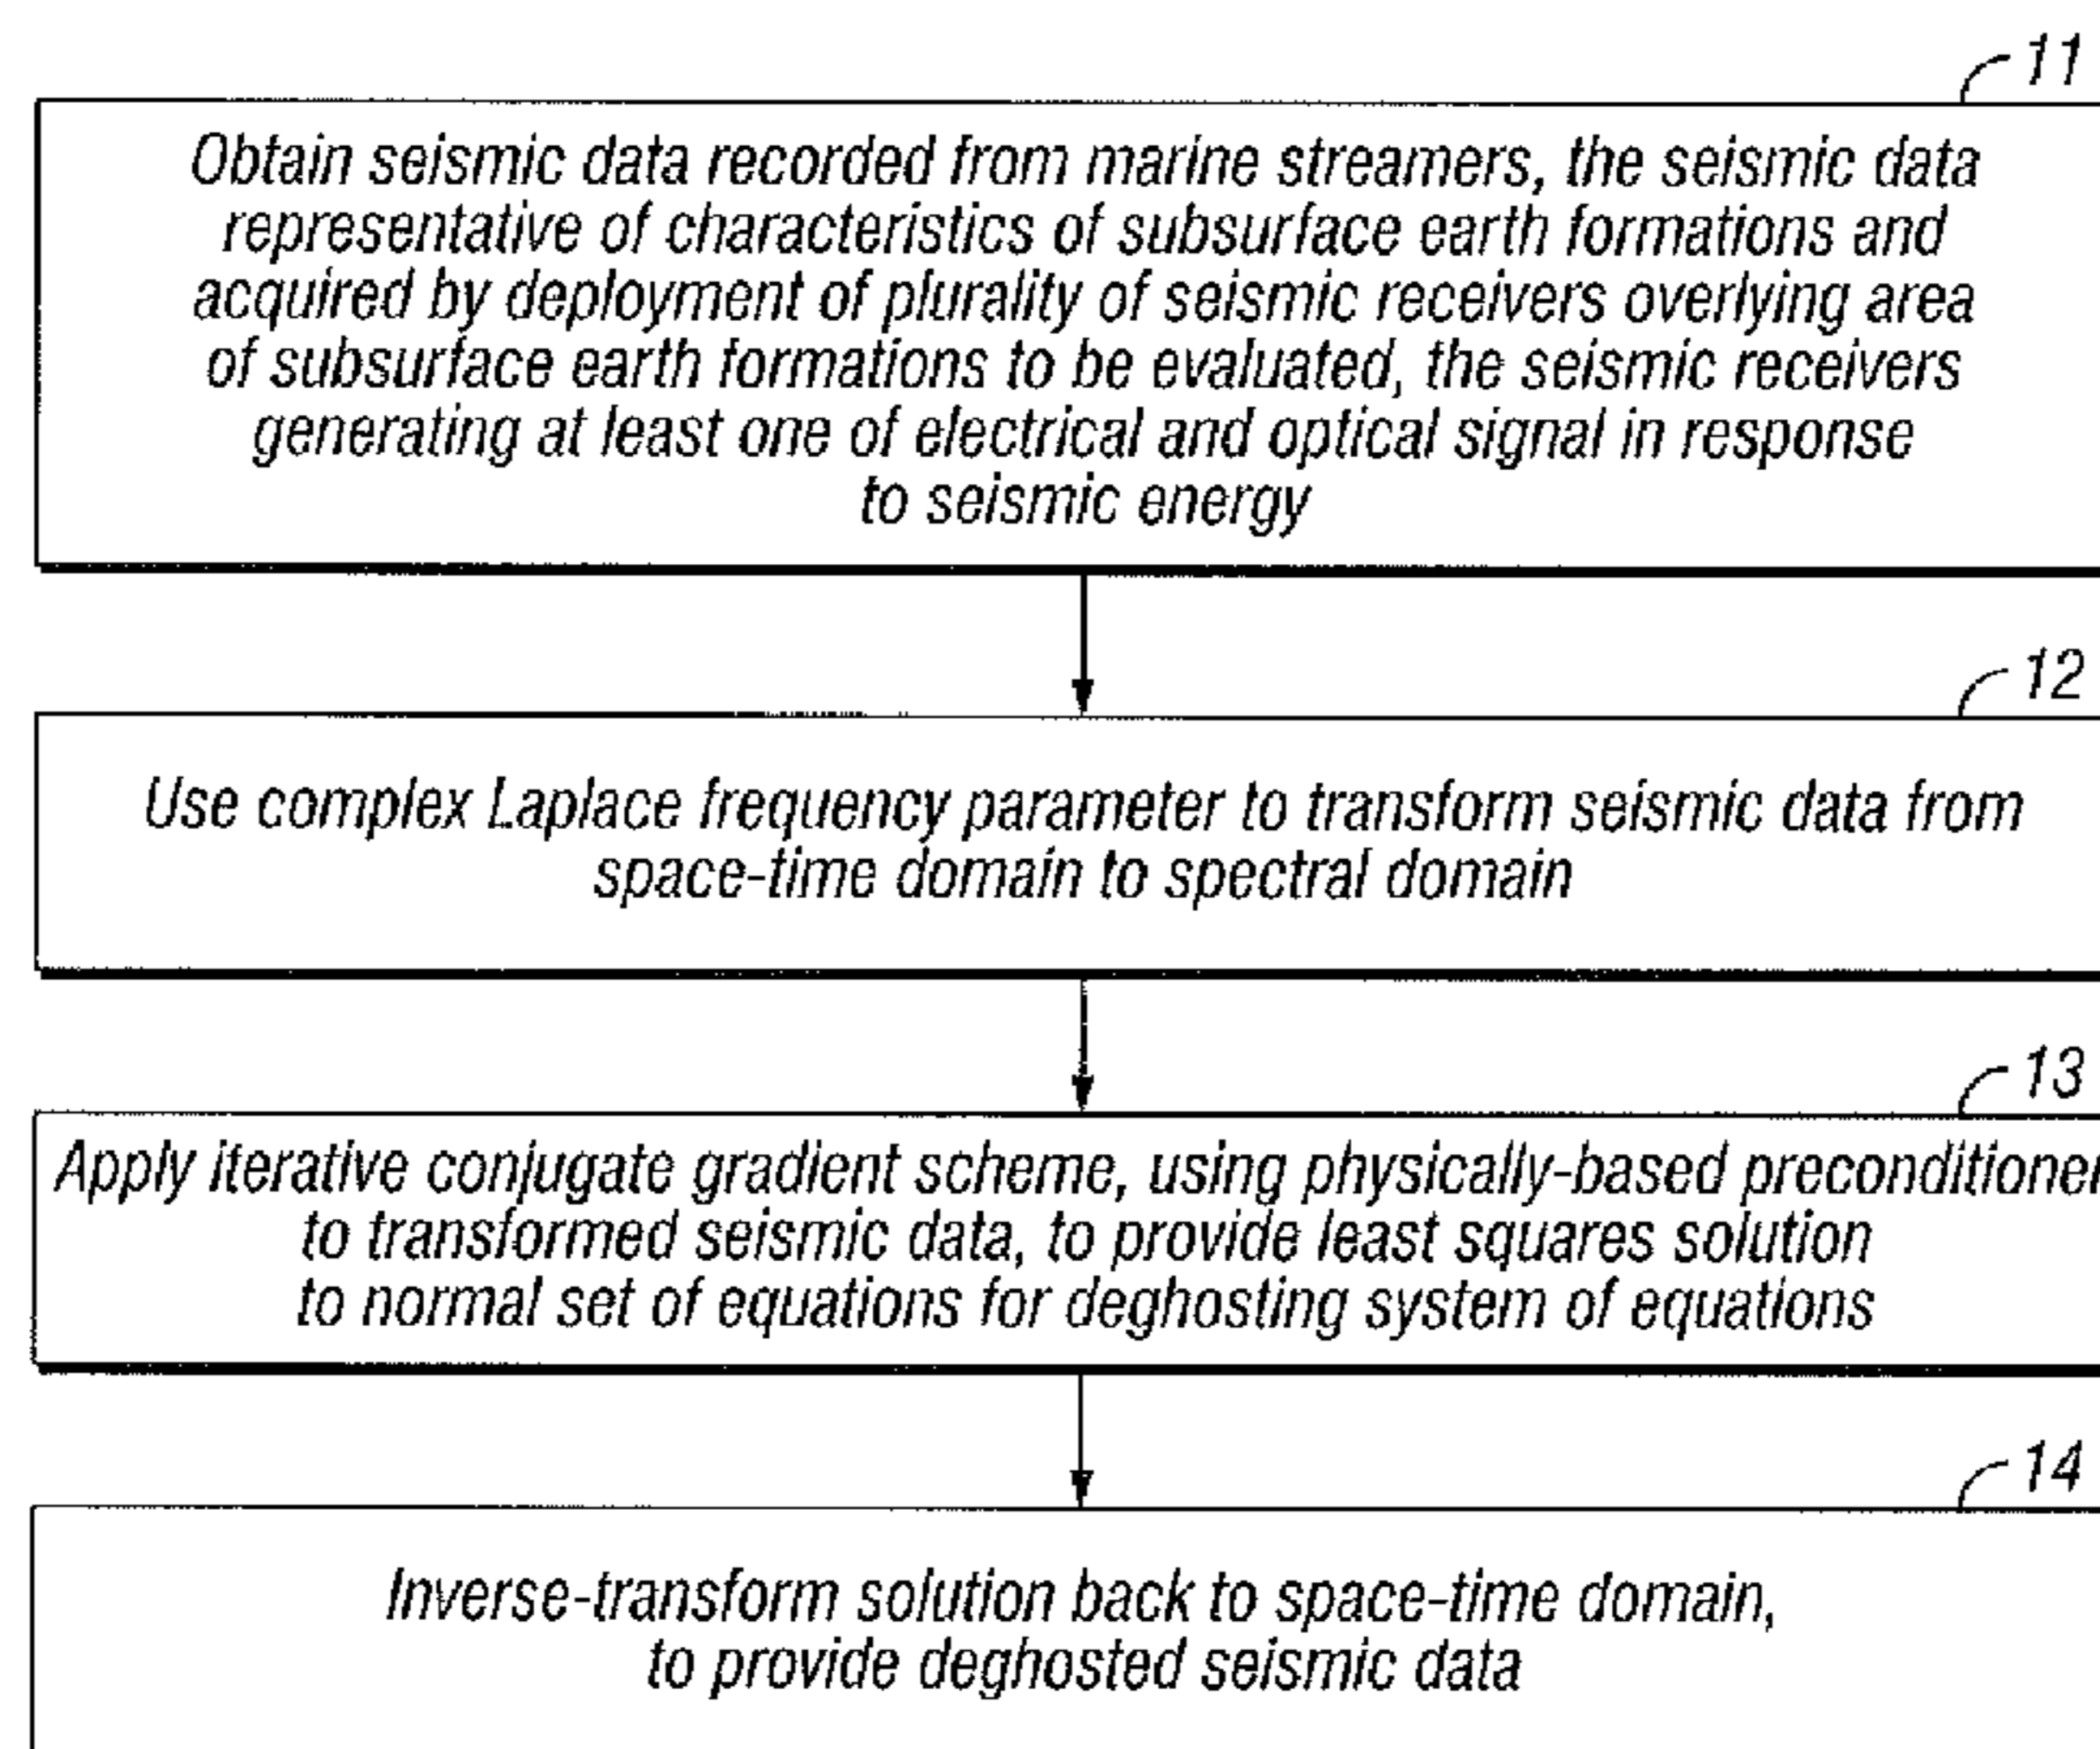 11
Obtain seismic data recorded from marine streamers, the seismic data
representative of characteristics of subsurface earth formations and
acquired by deployment of plurality of seismic receivers overlying area
of subsurface earth formations to be evaluated, the seismic receivers
generating at least one of electrical and optical signal in response
to seismic energy
12
Use complex Laplace frequency parameter to transform seismic data from
space-time domain to spectral domain
13
Apply iterative conjugate gradient scheme, using physically-based preconditioner
to transformed seismic data, to provide least squares solution
to normal set of equations for deghosting system of equations
14
Inverse-transform solution back to space-time domain,
to provide deghosted seismic data